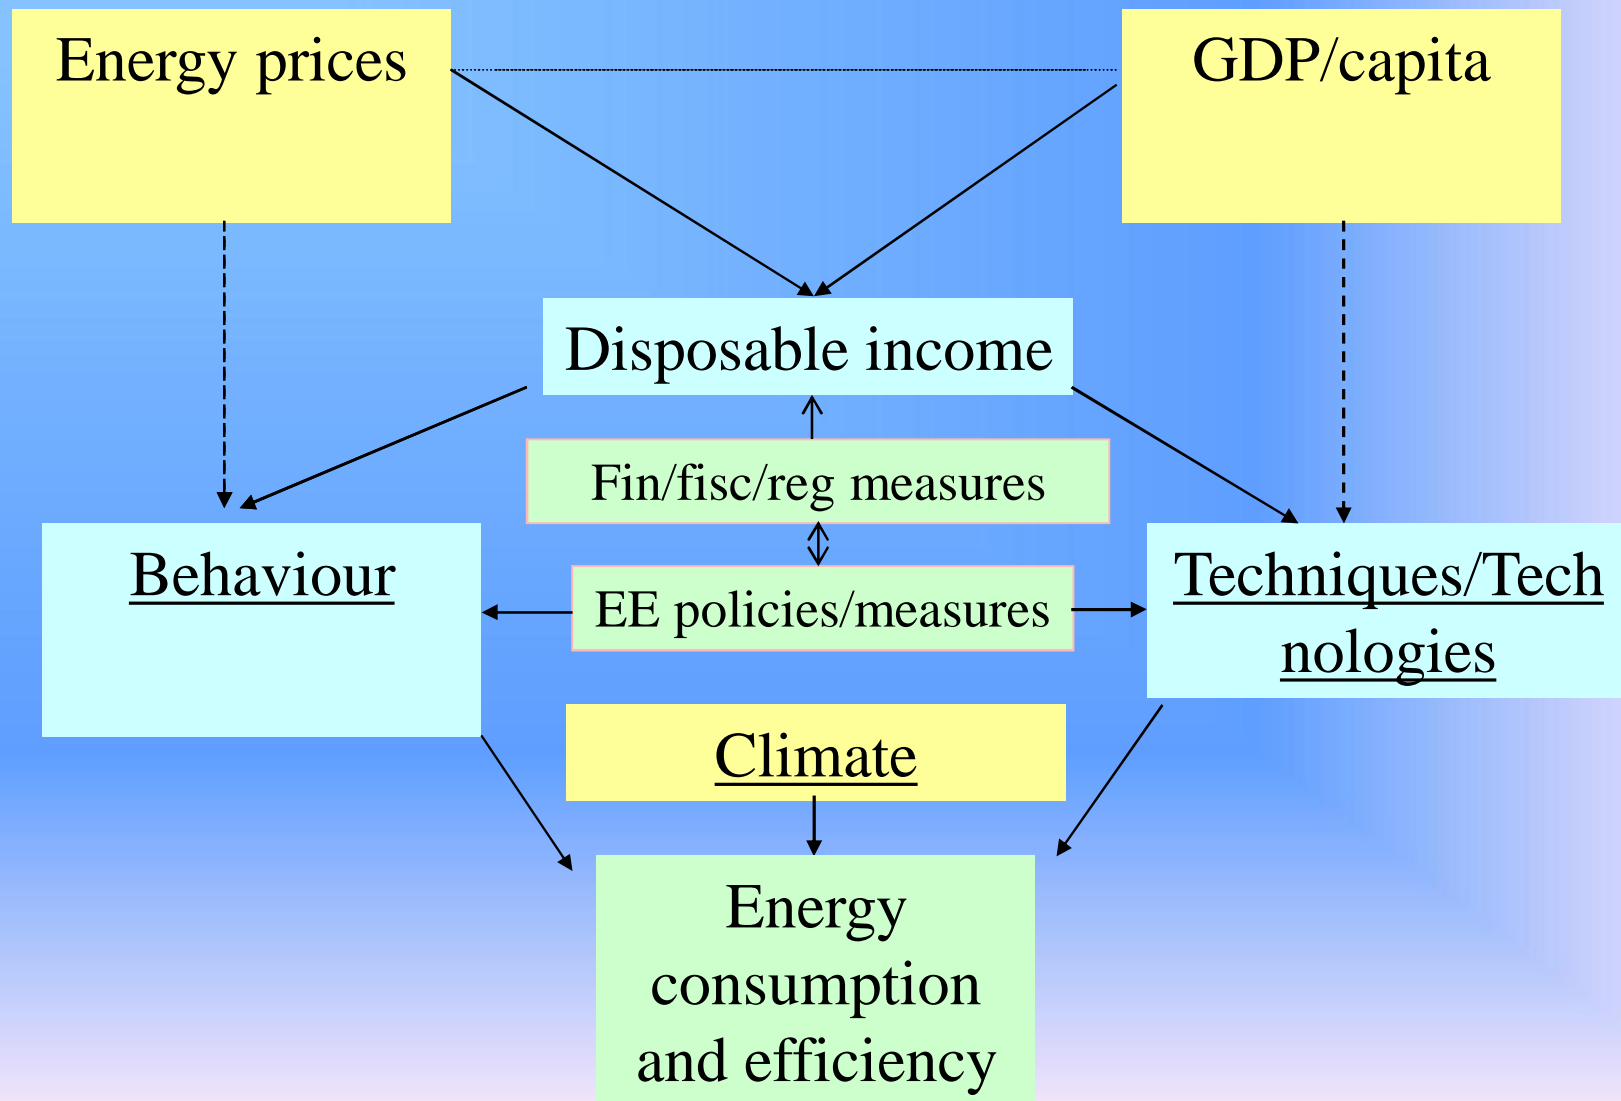 Energy prices
GDP/capita
Disposable income
Fin/fisc/reg measures
Behaviour
EE policies/measures
Techniques/Tech
nologies
Climate
Energy
consumption
and efficiency